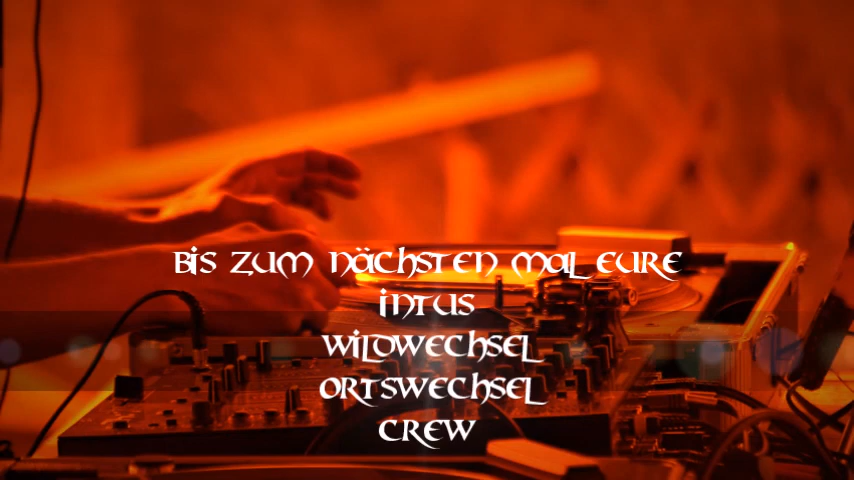 Bis zum nächsten mal eure
intus
Wildwechsel
Ortswechsel
Crew